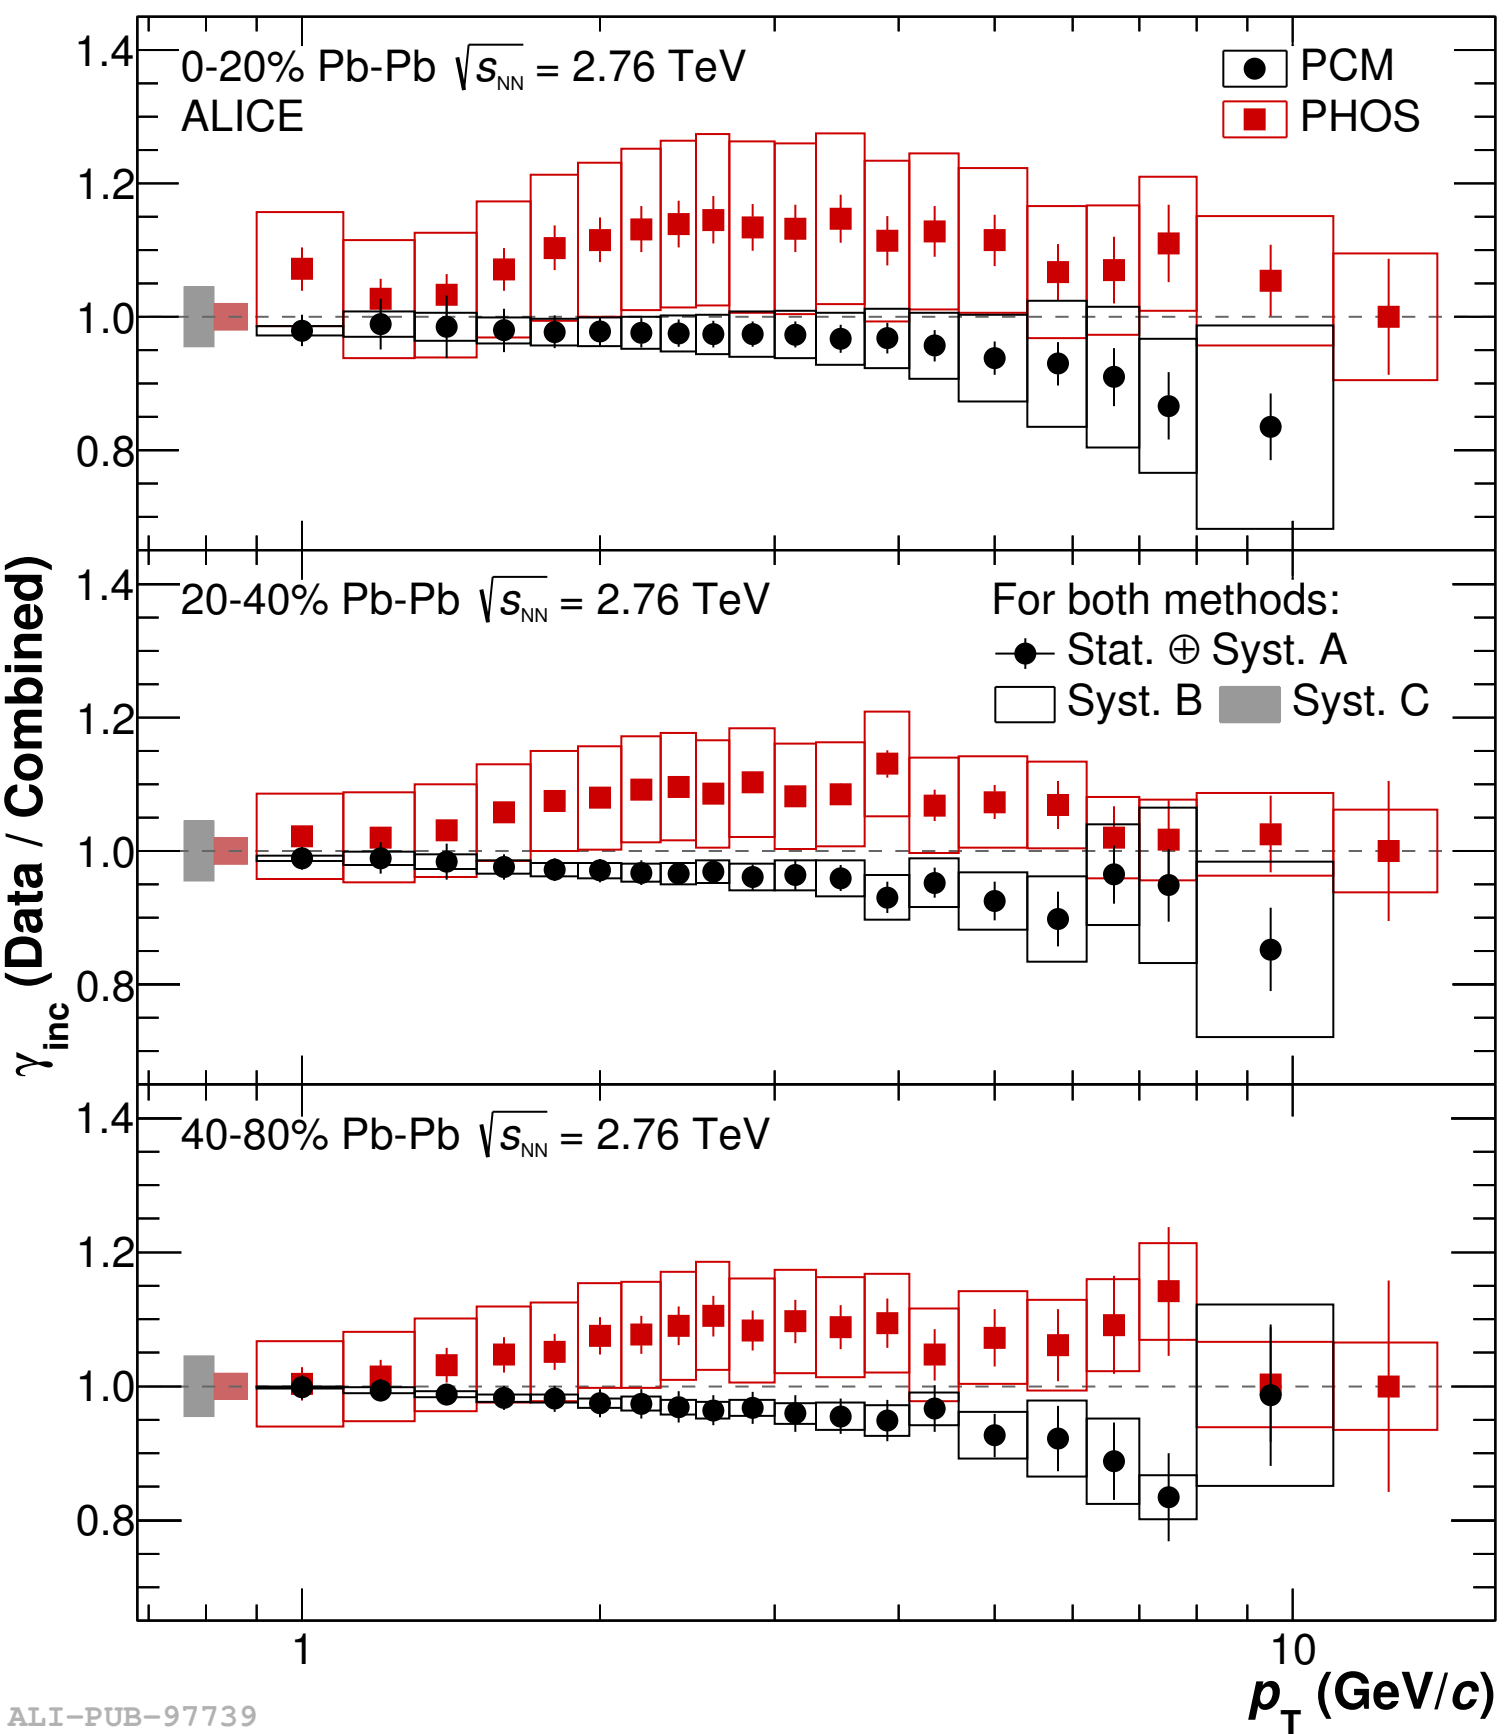 0-20% Pb-Pb √sNN = 2.76 TeV
ALICE
PCM
PHOS
1.4
1.2
1.0
0.8
20-40% Pb-Pb √sNN = 2.76 TeV
For both methods:
Stat. ⊕ Syst. A
Syst. B
Syst. C
1.4
1.2
1.0
0.8
γinc (Data / Combined)
40-80% Pb-Pb √sNN = 2.76 TeV
1.4
1.2
1.0
0.8
1
10
pT (GeV/c)
ALI-PUB-97739